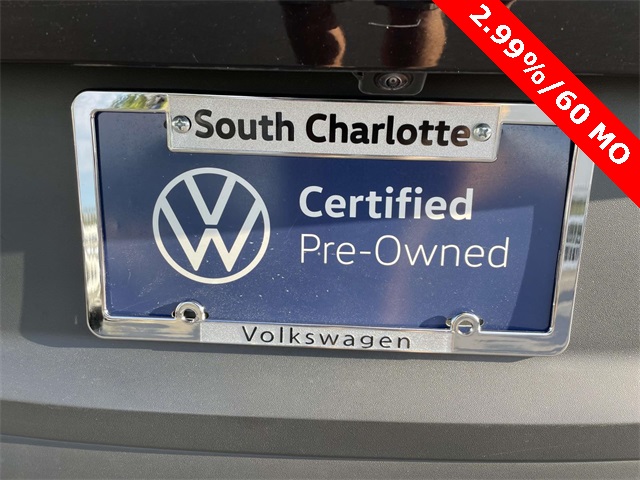 2.99%/60 MO
South Charlotte
Certified
Pre-Owned
Volkswagen